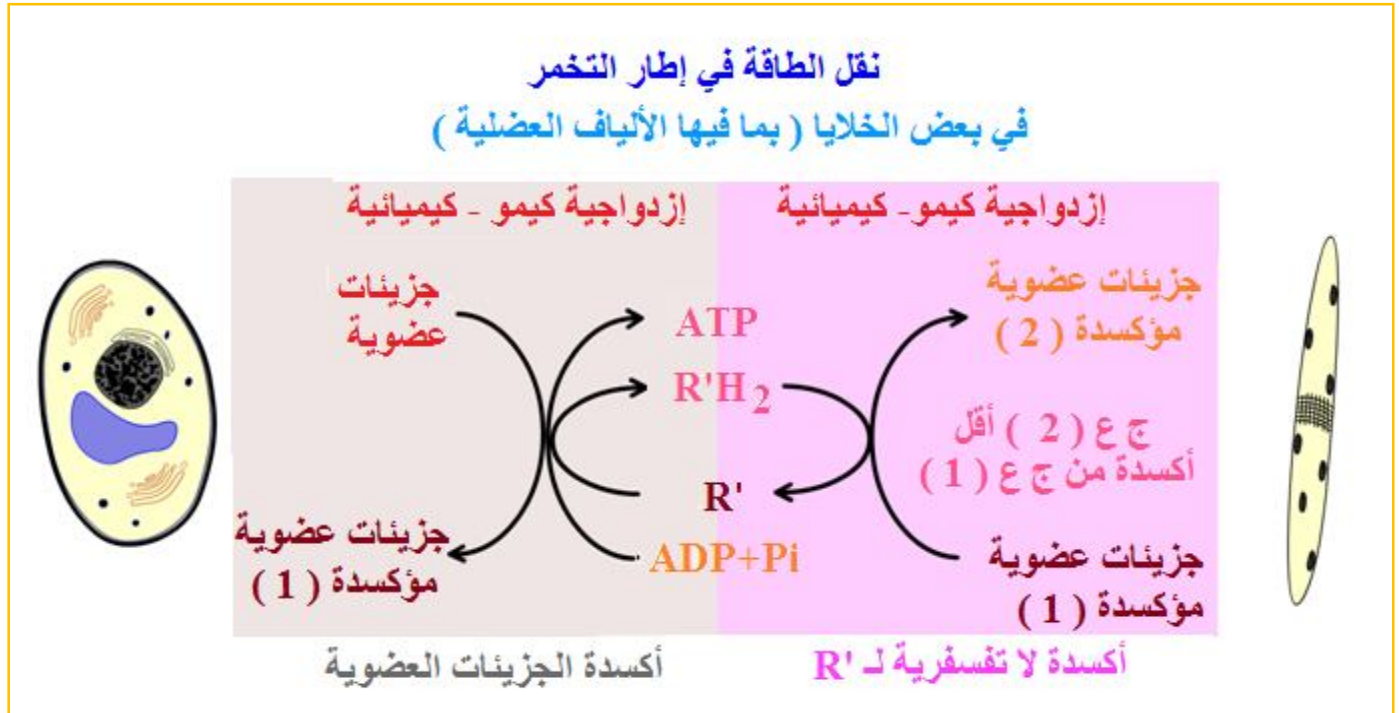 نقل الطاقة في إطار التخمر
في بعض الخلايا ( بما فيها الألياف العضلية )
إزدواجية كيمو- كيميائية
إزدواجية كيمو - كيميائية
جزيئات عضوية
مؤكسدة ( 2 )
ج ع ( 2 ) أقل
أكسدة من ج ع ( 1 )
جزيئات عضوية
مؤكسدة ( 1 )
ATP
R'H2
R'
ADP+Pi
جزيئات
عضوية
جزيئات عضوية
مؤكسدة ( 1 )
أكسدة لا تفسفرية لـ R'
أكسدة الجزيئات العضوية